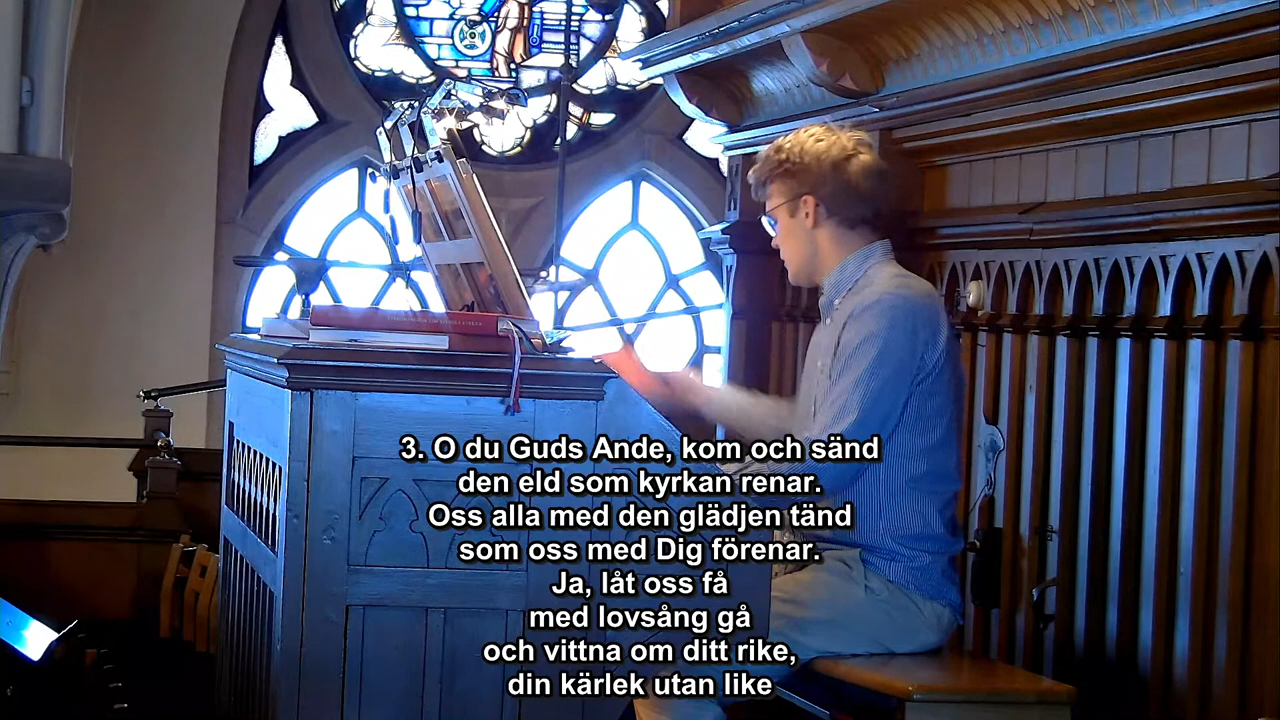 3. O du Guds Ande, kom och sänd
den eld som kyrkan renar.
Oss alla med den glädjen tänd
som oss med Dig förenar.
Ja, låt oss få
med lovsång gå
och vittna om ditt rike,
din kärlek utan like